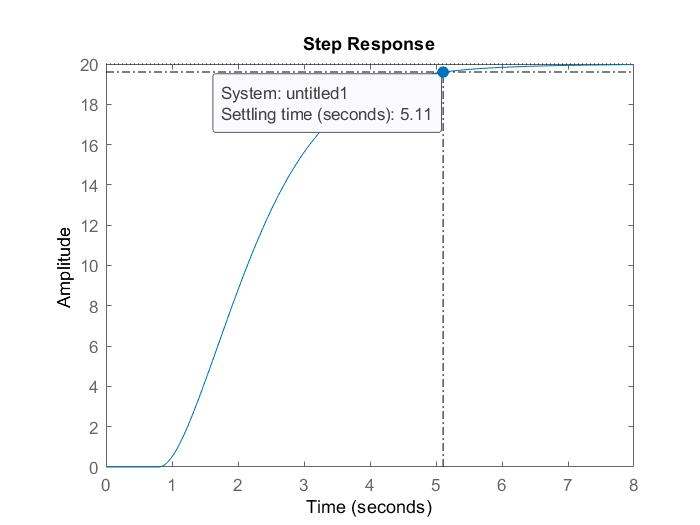 Step Response
20
18
16
14
12
10
8
6
4
2
0
Amplitude
System: untitled1
Settling time (seconds): 5.11
0 1 2 3 4 5 6 7 8
Time (seconds)